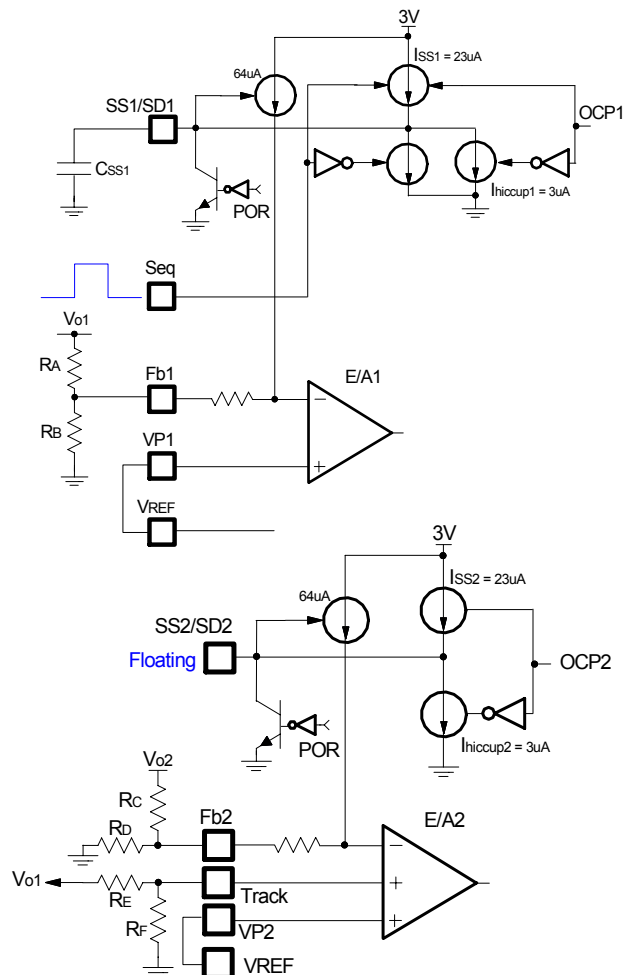 3V
ISS1 = 23uA
64uA
SS1/SD1
OCP1
CSS1
POR
Ihiccup1 = 3uA
Seq
Vo1
RA
Fb1
E/A1
RB
VP1
VREF
3V
ISS2 = 23uA
64uA
SS2/SD2
Floating
OCP2
POR
Ihiccup2 = 3uA
Vo2
RC
Fb2
E/A2
RD
Vo1
RE
Track
RF
VP2
VREF